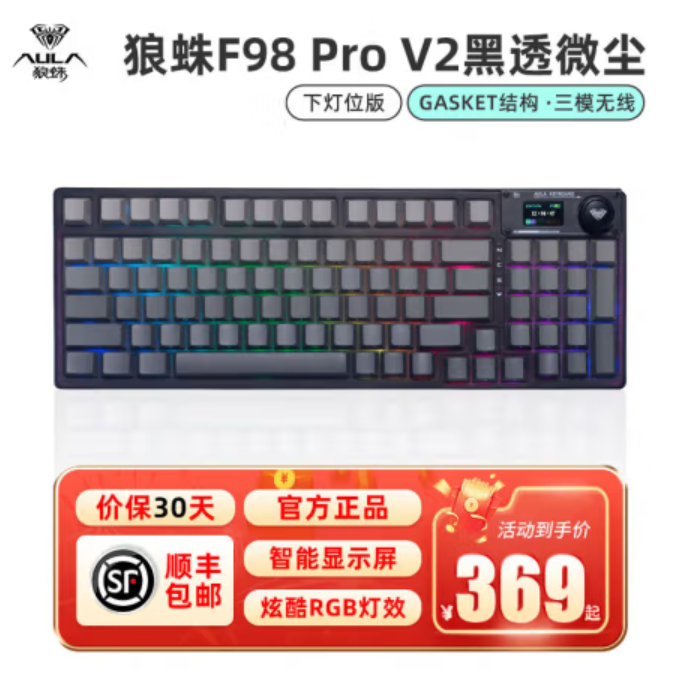 AULA
狼蛛
狼蛛F98 Pro V2黑透微尘
下灯位版
GASKET结构·三模无线
价保30天
官方正品
活动到手价
SF
顺丰
包邮
智能显示屏
炫酷RGB灯效
¥369起